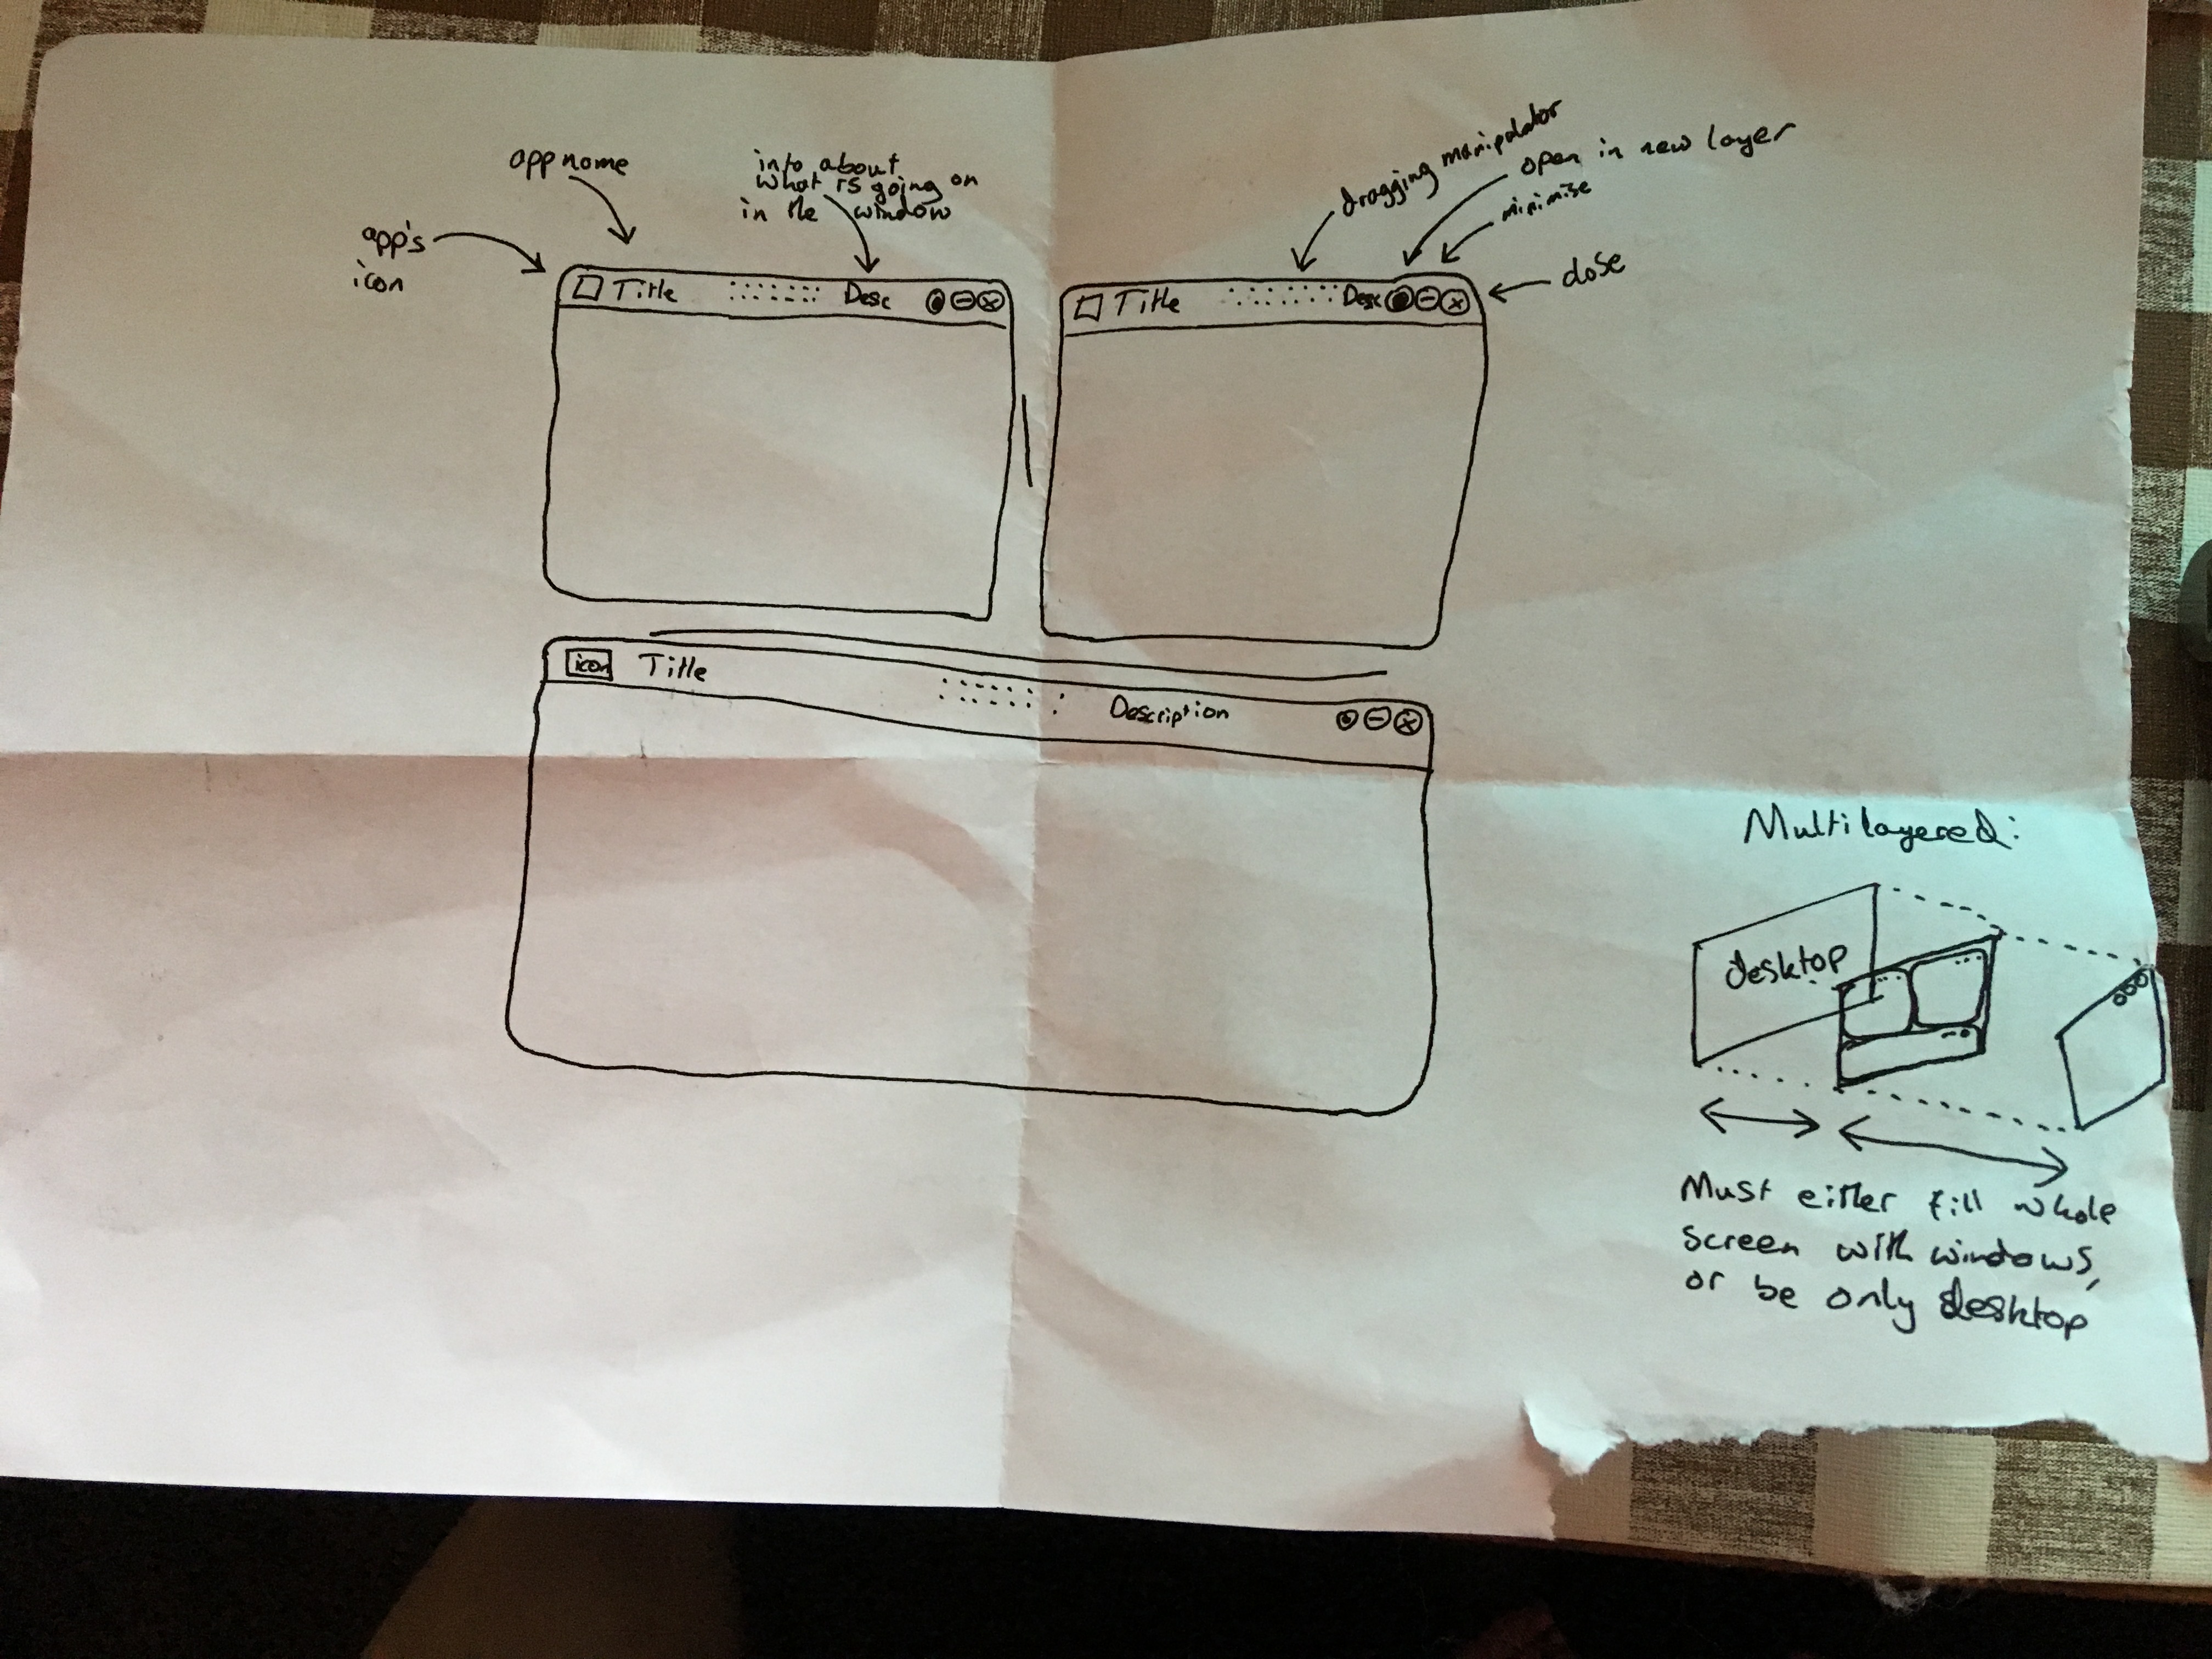 app's
icon
app name
info about
what is going on
in the window
dragging manipulator
open in new layer
minimise
close
Title Desc
Title Desc
icon Title Description
Multilayered:
desktop
Must either fill whole
screen with windows,
or be only desktop